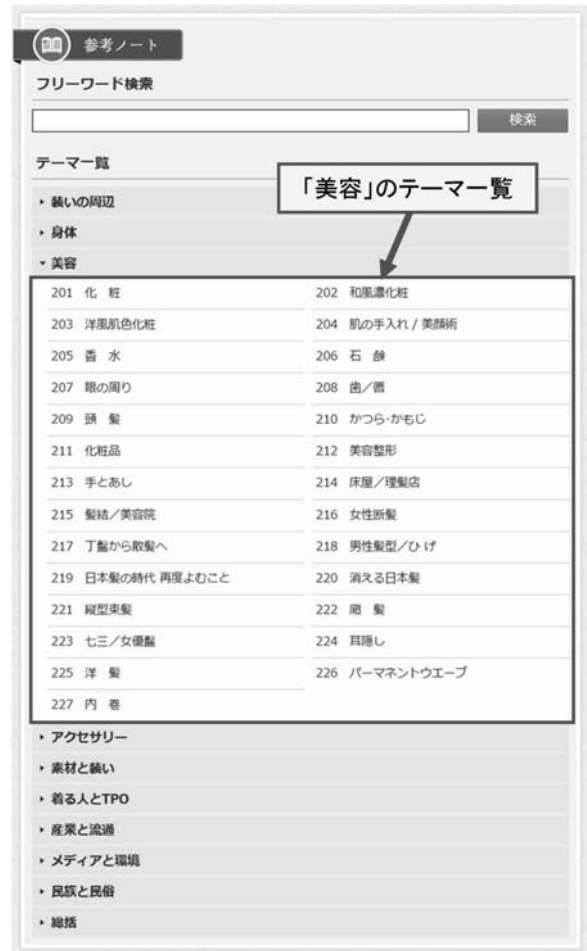 参考ノート
フリーワード検索
検索
テーマ一覧
「美容」のテーマ一覧
装いの周辺
身体
美容
201 化 粧
202 和風濃化粧
203 洋風肌色化粧
204 肌の手入れ / 美顔術
205 香 水
206 石 鹸
207 眼の周り
208 歯／唇
209 頭 髪
210 かつら・かもじ
211 化粧品
212 美容整形
213 手とあし
214 床屋／理髪店
215 髪結／美容院
216 女性断髪
217 丁髷から散髪へ
218 男性髪型／ひげ
219 日本髪の時代 再度よむこと
220 消える日本髪
221 縦型束髪
222 廂 髪
223 七三／女優髷
224 耳隠し
225 洋 髪
226 パーマネントウエーブ
227 内 巻
アクセサリー
素材と装い
着る人とTPO
産業と流通
メディアと環境
民族と民俗
総括